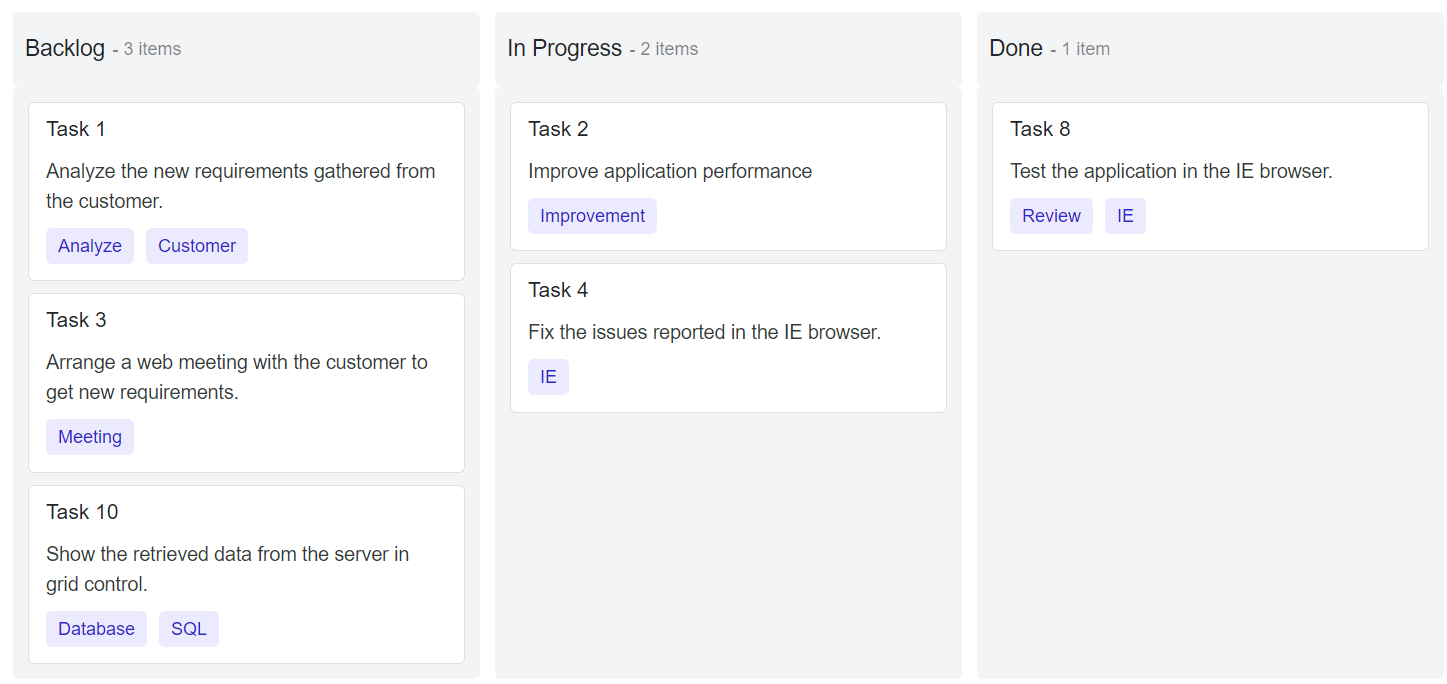 Backlog - 3 items
Task 1
Analyze the new requirements gathered from
the customer.
Analyze Customer
Task 3
Arrange a web meeting with the customer to
get new requirements.
Meeting
Task 10
Show the retrieved data from the server in
grid control.
Database SQL
In Progress - 2 items
Task 2
Improve application performance
Improvement
Task 4
Fix the issues reported in the IE browser.
IE
Done - 1 item
Task 8
Test the application in the IE browser.
Review IE